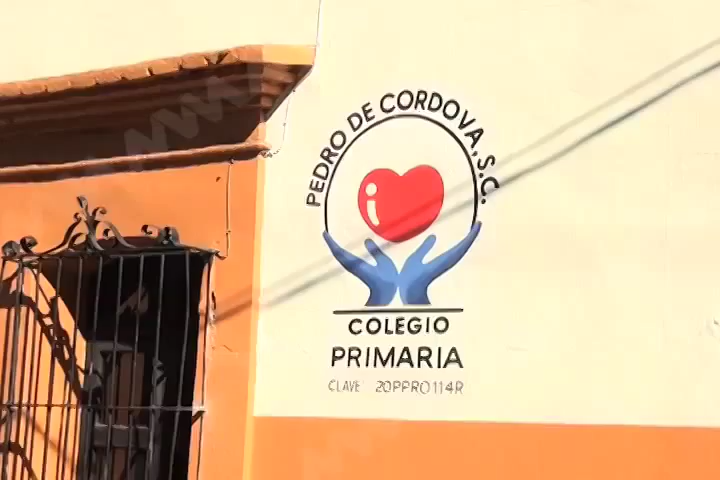 PEDRO DE CORDOVA, S.C.
COLEGIO
PRIMARIA
CLAVE 20PPR0114R